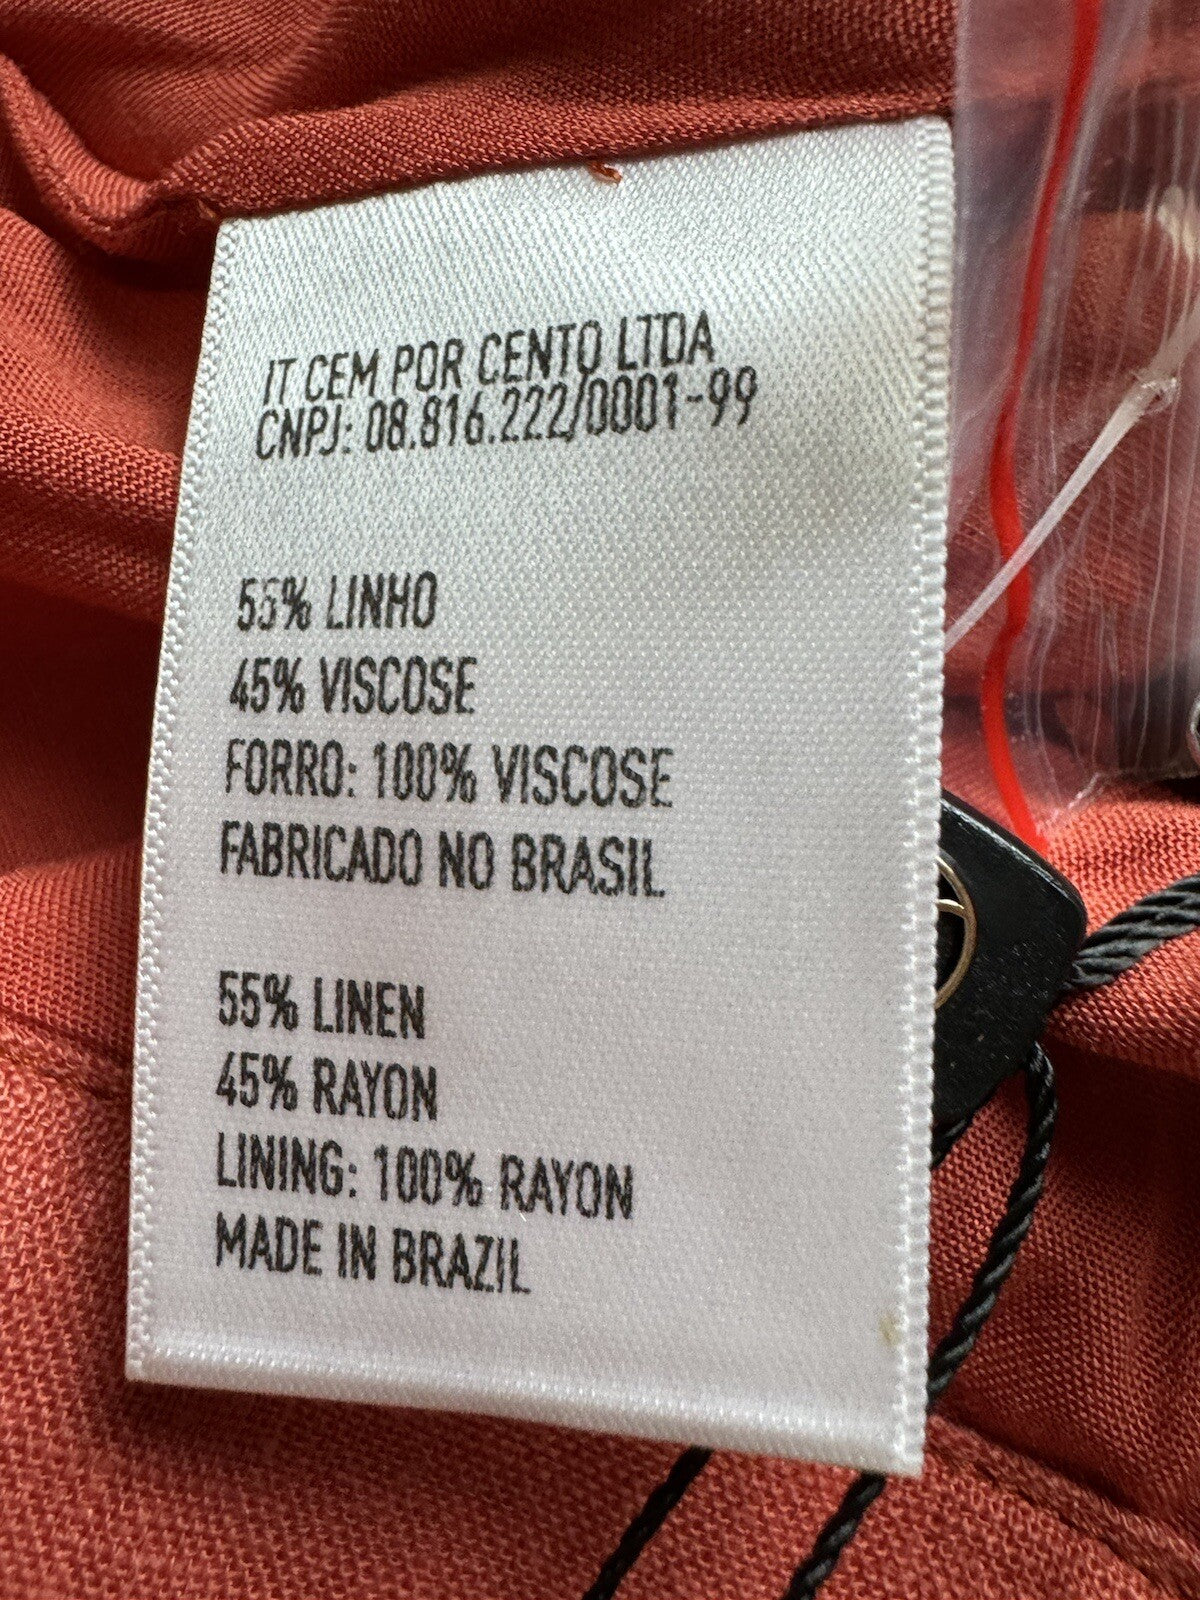 IT CEM POR CENTO LTDA
CNPJ: 08.816.222/0001-99
55% LINHO
45% VISCOSE
FORRO: 100% VISCOSE
FABRICADO NO BRASIL
55% LINEN
45% RAYON
LINING: 100% RAYON
MADE IN BRAZIL